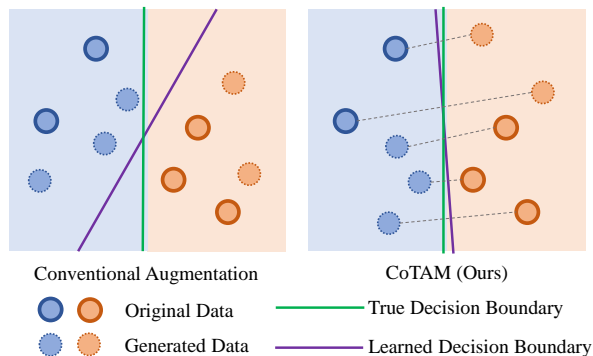 Conventional Augmentation
CoTAM (Ours)
Original Data
True Decision Boundary
Generated Data
Learned Decision Boundary